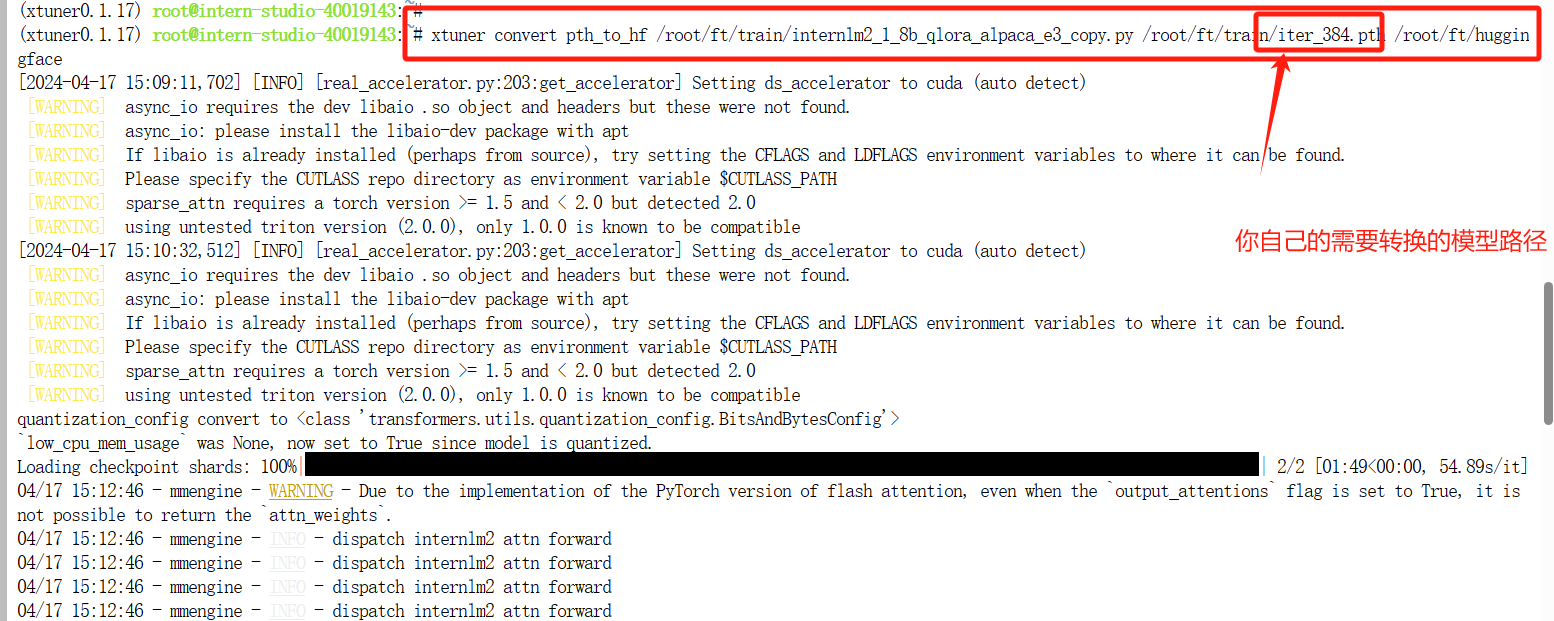 (xtuner0.1.17) root@intern-studio-40019143:~#
(xtuner0.1.17) root@intern-studio-40019143:~# xtuner convert pth_to_hf /root/ft/train/internlm2_1_8b_qlora_alpaca_e3_copy.py /root/ft/train/iter_384.pth /root/ft/huggin
gface
[2024-04-17 15:09:11,702] [INFO] [real_accelerator.py:203:get_accelerator] Setting ds_accelerator to cuda (auto detect)
[WARNING] async_io requires the dev libaio .so object and headers but these were not found.
[WARNING] async_io: please install the libaio-dev package with apt
[WARNING] If libaio is already installed (perhaps from source), try setting the CFLAGS and LDFLAGS environment variables to where it can be found.
[WARNING] Please specify the CUTLASS repo directory as environment variable $CUTLASS_PATH
[WARNING] sparse_attn requires a torch version >= 1.5 and < 2.0 but detected 2.0
[WARNING] using untested triton version (2.0.0), only 1.0.0 is known to be compatible
[2024-04-17 15:10:32,512] [INFO] [real_accelerator.py:203:get_accelerator] Setting ds_accelerator to cuda (auto detect)
你自己的需要转换的模型路径
[WARNING] async_io requires the dev libaio .so object and headers but these were not found.
[WARNING] async_io: please install the libaio-dev package with apt
[WARNING] If libaio is already installed (perhaps from source), try setting the CFLAGS and LDFLAGS environment variables to where it can be found.
[WARNING] Please specify the CUTLASS repo directory as environment variable $CUTLASS_PATH
[WARNING] sparse_attn requires a torch version >= 1.5 and < 2.0 but detected 2.0
[WARNING] using untested triton version (2.0.0), only 1.0.0 is known to be compatible
quantization_config convert to <class 'transformers.utils.quantization_config.BitsAndBytesConfig'>
`low_cpu_mem_usage` was None, now set to True since model is quantized.
Loading checkpoint shards: 100%| | 2/2 [01:49<00:00, 54.89s/it]
04/17 15:12:46 - mmengine - WARNING - Due to the implementation of the PyTorch version of flash attention, even when the `output_attentions` flag is set to True, it is
not possible to return the `attn_weights`.
04/17 15:12:46 - mmengine - INFO - dispatch internlm2 attn forward
04/17 15:12:46 - mmengine - INFO - dispatch internlm2 attn forward
04/17 15:12:46 - mmengine - INFO - dispatch internlm2 attn forward
04/17 15:12:46 - mmengine - INFO - dispatch internlm2 attn forward